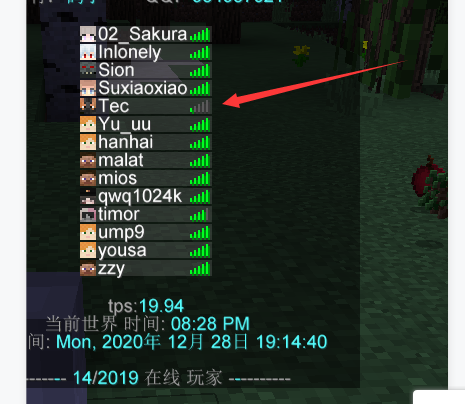 02_Sakura
Inlonely
Sion
Suxiaoxiao
Tec
Yu_uu
hanhai
malat
mios
qwq1024k
timor
ump9
yousa
zzy
tps:19.94
当前世界 时间: 08:28 PM
间: Mon, 2020年 12月 28日 19:14:40
------- 14/2019 在线 玩家 ----------